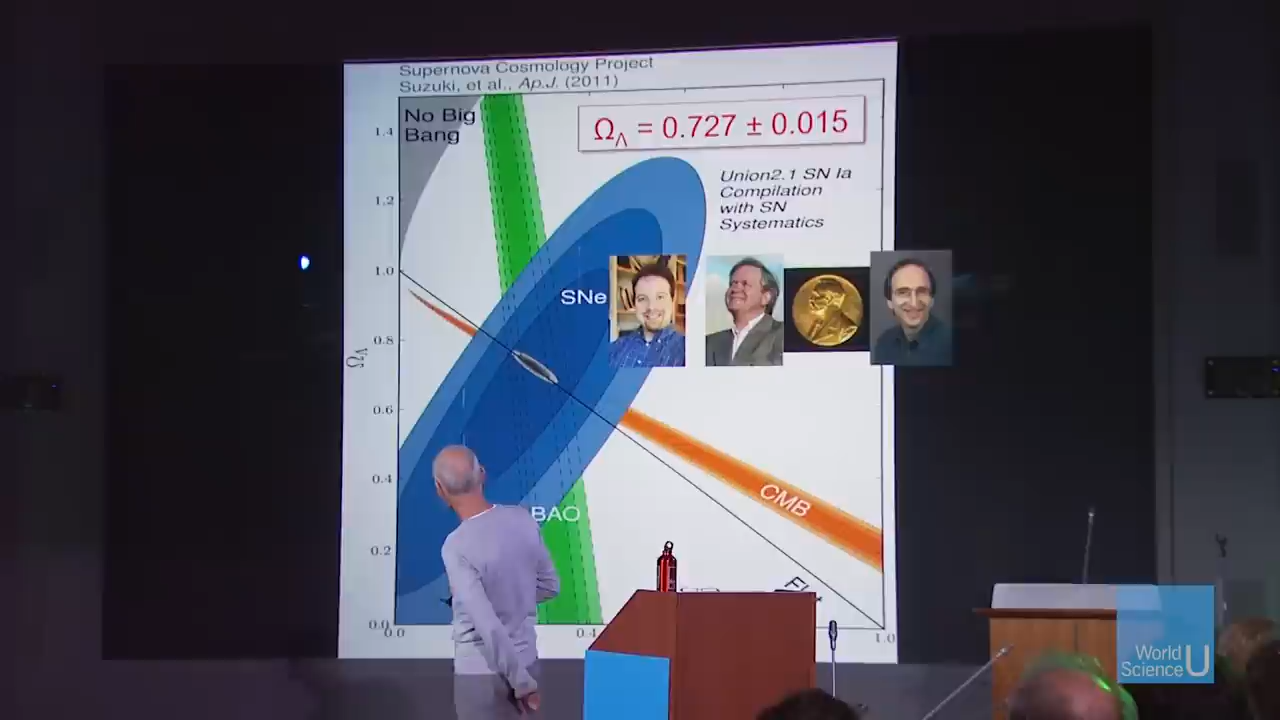 Supernova Cosmology Project
Suzuki, et al., Ap.J. (2011)
No Big
Bang
Ω_Λ = 0.727 ± 0.015
Union2.1 SN Ia
Compilation
with SN
Systematics
1.4
1.2
1.0
0.8
0.6
0.4
0.2
0.0
Ω_Λ
SNe
CMB
BAO
0.0
0.4
1.0
World
Science U